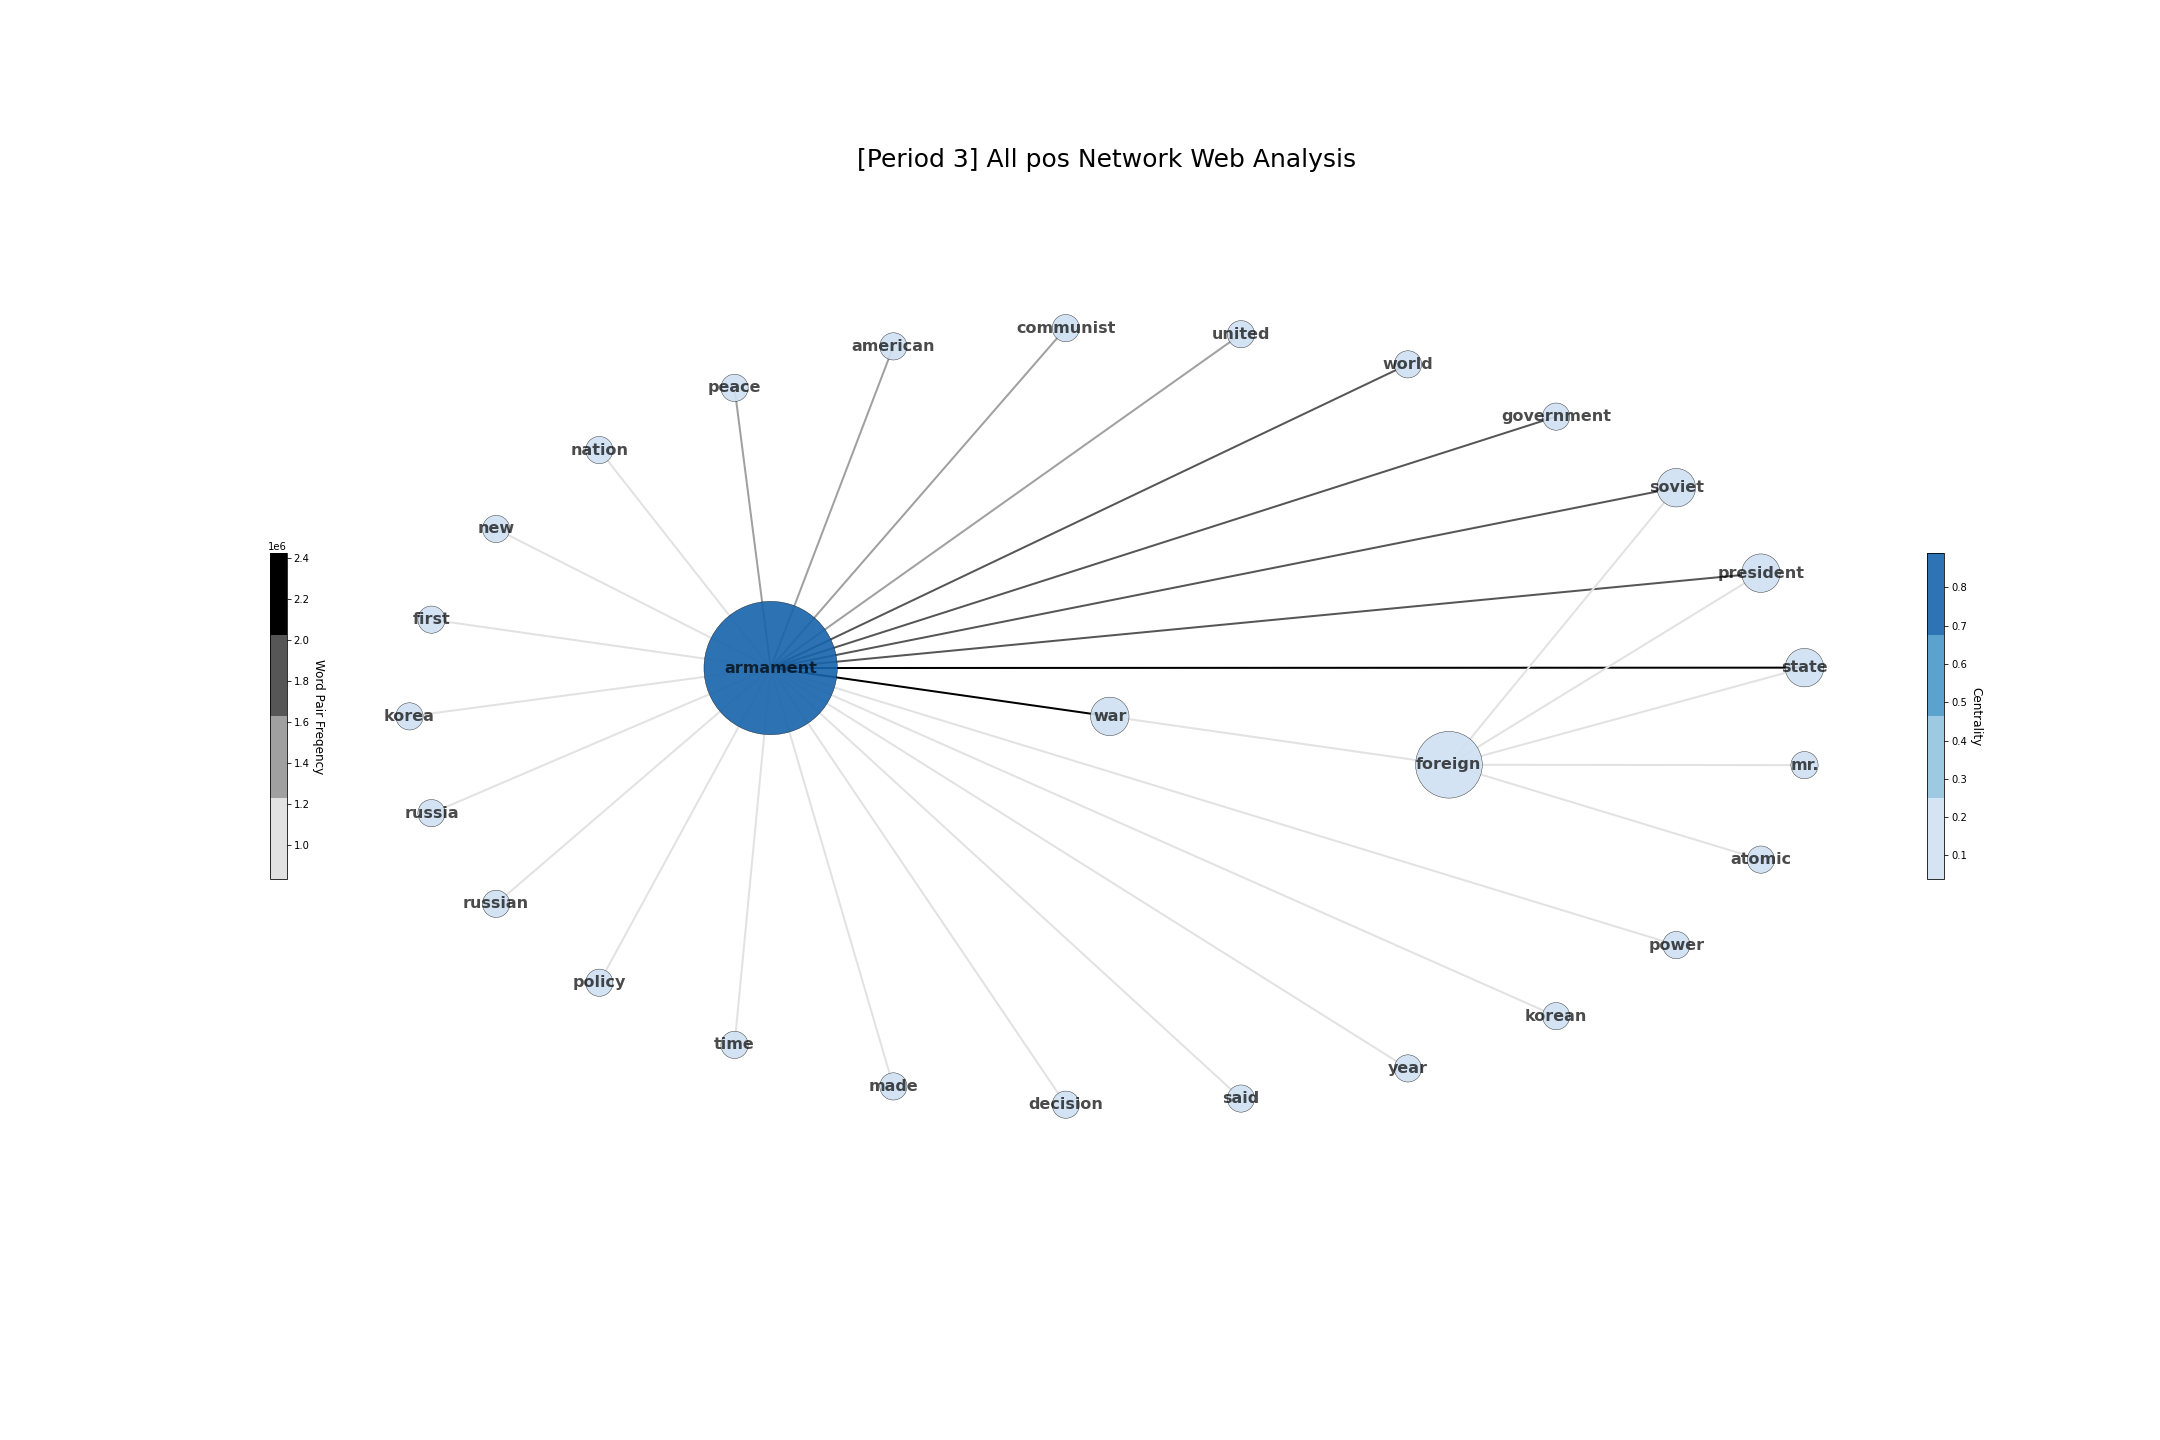 [Period 3] All pos Network Web Analysis
communist
united
american
world
peace
government
nation
soviet
new
1e6
2.4
2.2
2.0
1.8
1.6
1.4
1.2
1.0
Word Pair Freqency
president
first
armament
state
korea
war
foreign
mr.
russia
atomic
russian
power
policy
korean
time
year
made
said
decision
0.8
0.7
0.6
0.5
0.4
0.3
0.2
0.1
Centrality